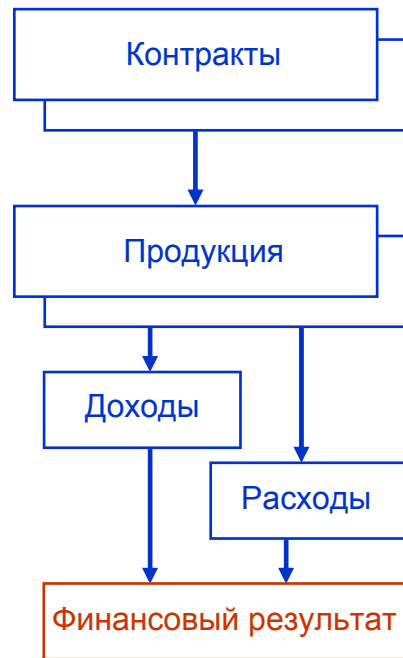 Контракты
Продукция
Доходы
Расходы
Финансовый результат